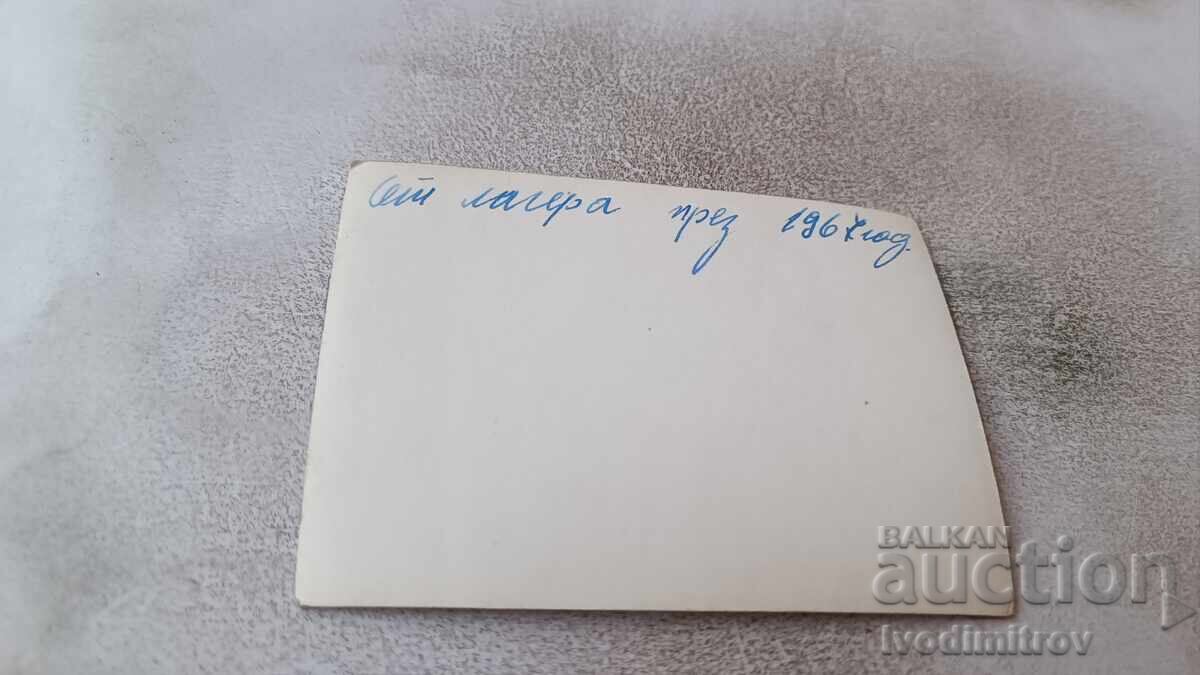 От лагера през 1967 год.
BALKAN
auction
Ivodimitrov